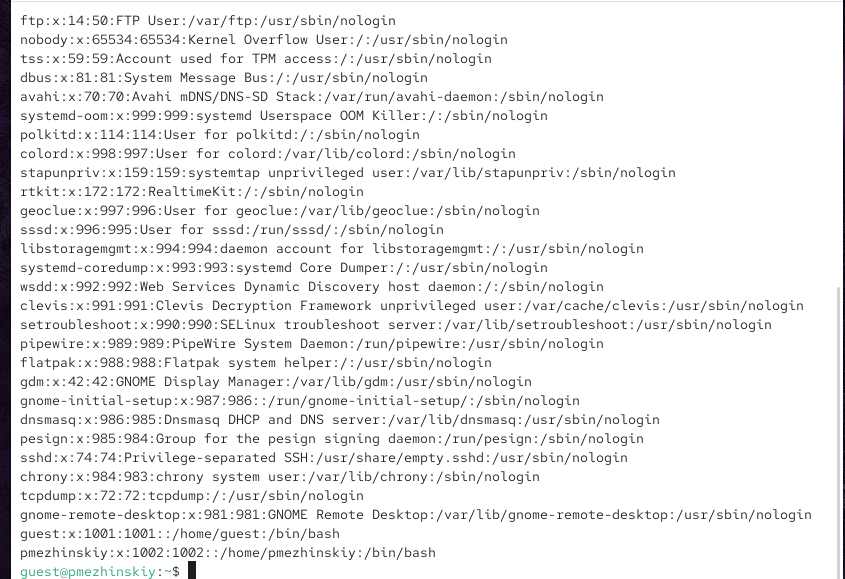 ftp:x:14:50:FTP User:/var/ftp:/usr/sbin/nologin
nobody:x:65534:65534:Kernel Overflow User:/:/usr/sbin/nologin
tss:x:59:59:Account used for TPM access:/:/usr/sbin/nologin
dbus:x:81:81:System Message Bus:/:/usr/sbin/nologin
avahi:x:70:70:Avahi mDNS/DNS-SD Stack:/var/run/avahi-daemon:/sbin/nologin
systemd-oom:x:999:999:systemd Userspace OOM Killer:/:/usr/sbin/nologin
polkitd:x:114:114:User for polkitd:/:/sbin/nologin
colord:x:998:997:User for colord:/var/lib/colord:/sbin/nologin
stapunpriv:x:159:159:systemtap unprivileged user:/var/lib/stapunpriv:/sbin/nologin
rtkit:x:172:172:RealtimeKit:/:/sbin/nologin
geoclue:x:997:996:User for geoclue:/var/lib/geoclue:/sbin/nologin
sssd:x:996:995:User for sssd:/run/sssd/:/sbin/nologin
libstoragemgmt:x:994:994:daemon account for libstoragemgmt:/:/usr/sbin/nologin
systemd-coredump:x:993:993:systemd Core Dumper:/:/usr/sbin/nologin
wsdd:x:992:992:Web Services Dynamic Discovery host daemon:/:/sbin/nologin
clevis:x:991:991:Clevis Decryption Framework unprivileged user:/var/cache/clevis:/usr/sbin/nologin
setroubleshoot:x:990:990:SELinux troubleshoot server:/var/lib/setroubleshoot:/usr/sbin/nologin
pipewire:x:989:989:PipeWire System Daemon:/run/pipewire:/usr/sbin/nologin
flatpak:x:988:988:Flatpak system helper:/:/usr/sbin/nologin
gdm:x:42:42:GNOME Display Manager:/var/lib/gdm:/usr/sbin/nologin
gnome-initial-setup:x:987:986::/run/gnome-initial-setup/:/sbin/nologin
dnsmasq:x:986:985:Dnsmasq DHCP and DNS server:/var/lib/dnsmasq:/usr/sbin/nologin
pesign:x:985:984:Group for the pesign signing daemon:/run/pesign:/sbin/nologin
sshd:x:74:74:Privilege-separated SSH:/usr/share/empty.sshd:/usr/sbin/nologin
chrony:x:984:983:chrony system user:/var/lib/chrony:/sbin/nologin
tcpdump:x:72:72:tcpdump:/:/usr/sbin/nologin
gnome-remote-desktop:x:981:981:GNOME Remote Desktop:/var/lib/gnome-remote-desktop:/usr/sbin/nologin
guest:x:1001:1001::/home/guest:/bin/bash
pmezhinskiy:x:1002:1002::/home/pmezhinskiy:/bin/bash
guest@pmezhinskiy:~$